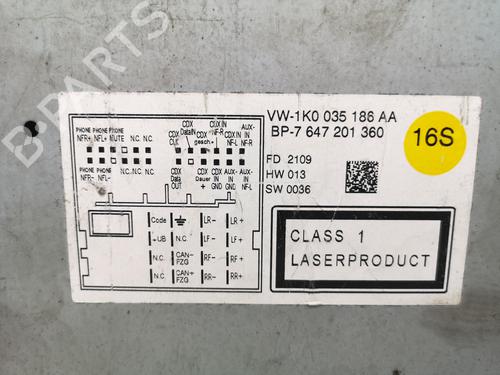 VW-1K0 035 186 AA
BP-7 647 201 360
16S
FD 2109
HW 013
SW 0036
CLASS 1
LASERPRODUCT
PHONE NFR+ PHONE NFL+ PHONE MUTE N.C. N.C.
CDX CLK CDX DataIN CDX gesch.+ CDX IN NF-L CDX IN NF-R AUX-IN NF-L AUX-IN NF-R
PHONE NFR- PHONE NFL- N.C. N.C. N.C.
CDX Data OUT CDX Dauer + CDX IN GND AUX IN GND AUX-IN NF-L
Code LR- LR+
+UB N.C. LF- LF+
N.C. CAN- FZG RF- RF+
N.C. CAN+ FZG RR- RR+
B-PARTS